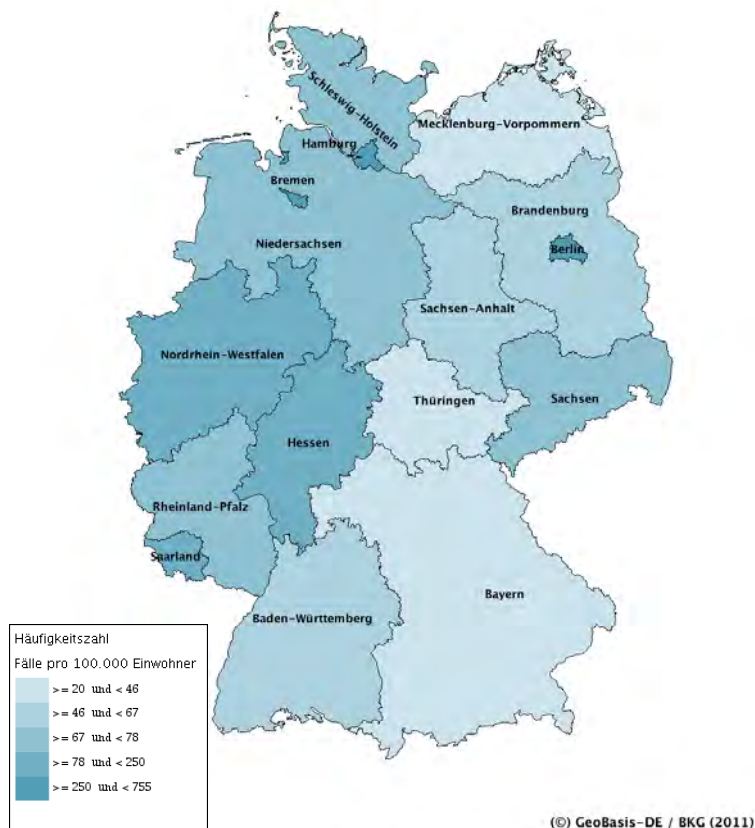 Schleswig-Holstein
Mecklenburg-Vorpommern
Hamburg
Bremen
Brandenburg
Berlin
Niedersachsen
Sachsen-Anhalt
Nordrhein-Westfalen
Thüringen
Sachsen
Hessen
Rheinland-Pfalz
Saarland
Bayern
Baden-Württemberg
Häufigkeitszahl
Fälle pro 100.000 Einwohner
>= 20 und < 46
>= 46 und < 67
>= 67 und < 78
>= 78 und < 250
>= 250 und < 755
(©) GeoBasis-DE / BKG (2011)